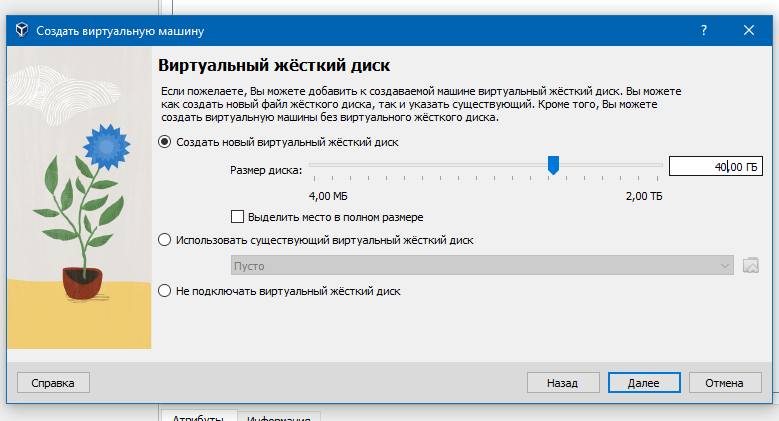 Создать виртуальную машину
Виртуальный жёсткий диск
Если пожелаете, Вы можете добавить к создаваемой машине виртуальный жёсткий диск. Вы можете
как создать новый файл жёсткого диска, так и указать существующий. Кроме того, Вы можете
создать виртуальную машины без виртуального жёсткого диска.
Создать новый виртуальный жёсткий диск
Размер диска:
40,00 ГБ
4,00 МБ
2,00 ТБ
Выделить место в полном размере
Использовать существующий виртуальный жёсткий диск
Пусто
Не подключать виртуальный жёсткий диск
Справка
Назад
Далее
Отмена
Атрибуты
Информация